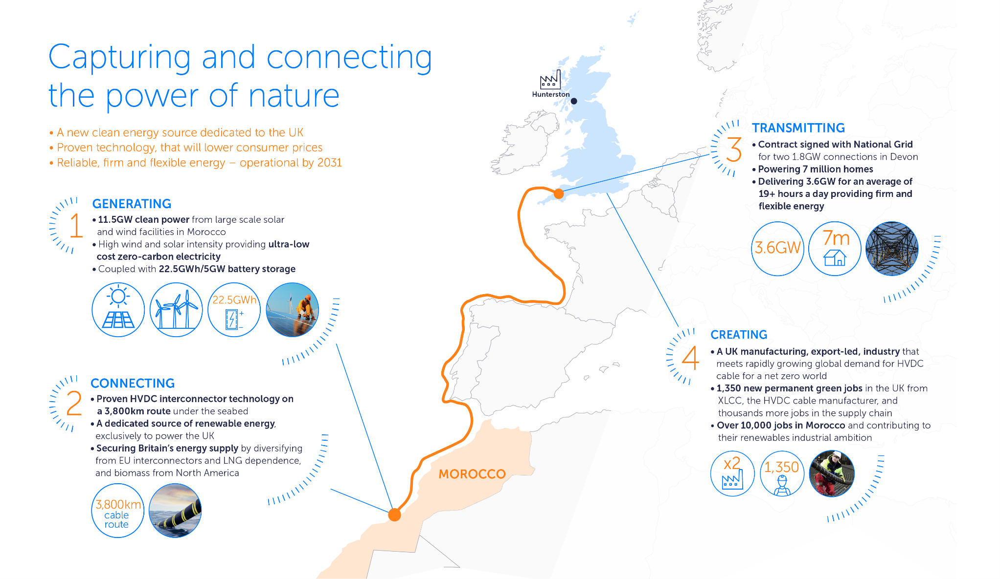 Capturing and connecting
the power of nature
• A new clean energy source dedicated to the UK
• Proven technology, that will lower consumer prices
• Reliable, firm and flexible energy – operational by 2031
1
GENERATING
• 11.5GW clean power from large scale solar
and wind facilities in Morocco
• High wind and solar intensity providing ultra-low
cost zero-carbon electricity
• Coupled with 22.5GWh/5GW battery storage
22.5GWh
+
–
2
CONNECTING
• Proven HVDC interconnector technology on
a 3,800km route under the seabed
• A dedicated source of renewable energy,
exclusively to power the UK
• Securing Britain's energy supply by diversifying
from EU interconnectors and LNG dependence,
and biomass from North America
3,800km
cable
route
Hunterston
MOROCCO
3
TRANSMITTING
• Contract signed with National Grid
for two 1.8GW connections in Devon
• Powering 7 million homes
• Delivering 3.6GW for an average of
19+ hours a day providing firm and
flexible energy
3.6GW
7m
4
CREATING
• A UK manufacturing, export-led, industry that
meets rapidly growing global demand for HVDC
cable for a net zero world
• 1,350 new permanent green jobs in the UK from
XLCC, the HVDC cable manufacturer, and
thousands more jobs in the supply chain
• Over 10,000 jobs in Morocco and contributing to
their renewables industrial ambition
x2
1,350